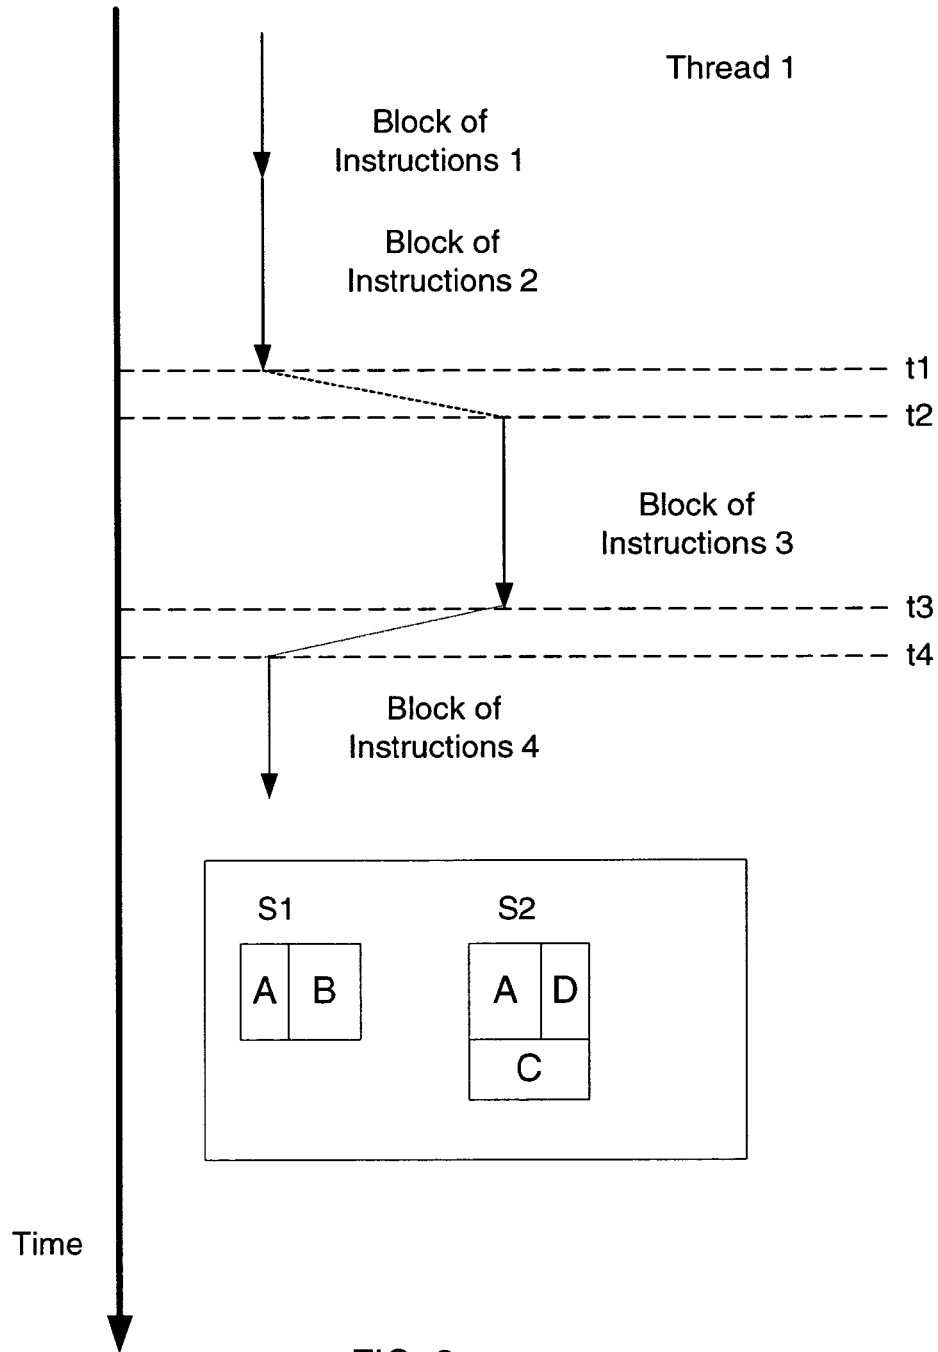 Thread 1
Block of
Instructions 1
Block of
Instructions 2
t1
t2
Block of
Instructions 3
t3
t4
Block of
Instructions 4
S1 S2
A B A D
C
Time